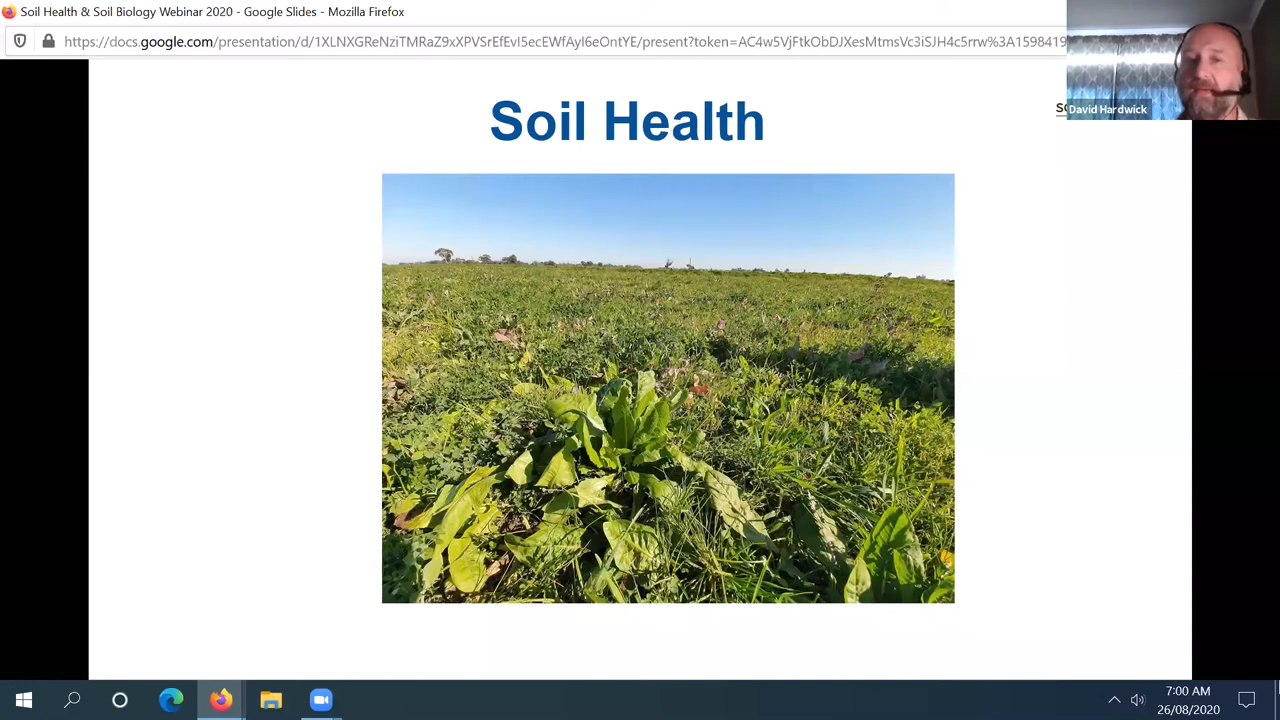 Soil Health & Soil Biology Webinar 2020 - Google Slides - Mozilla Firefox
https://docs.google.com/presentation/d/1XLNXGReNziTMRaZ9xXPVSrEfEvI5ecEWfAyI6eOntYE/present?token=AC4w5VjFtkObDJXesMtmsVc3iSJH4c5rrw%3A1598419
David Hardwick
Soil Health
7:00 AM
26/08/2020